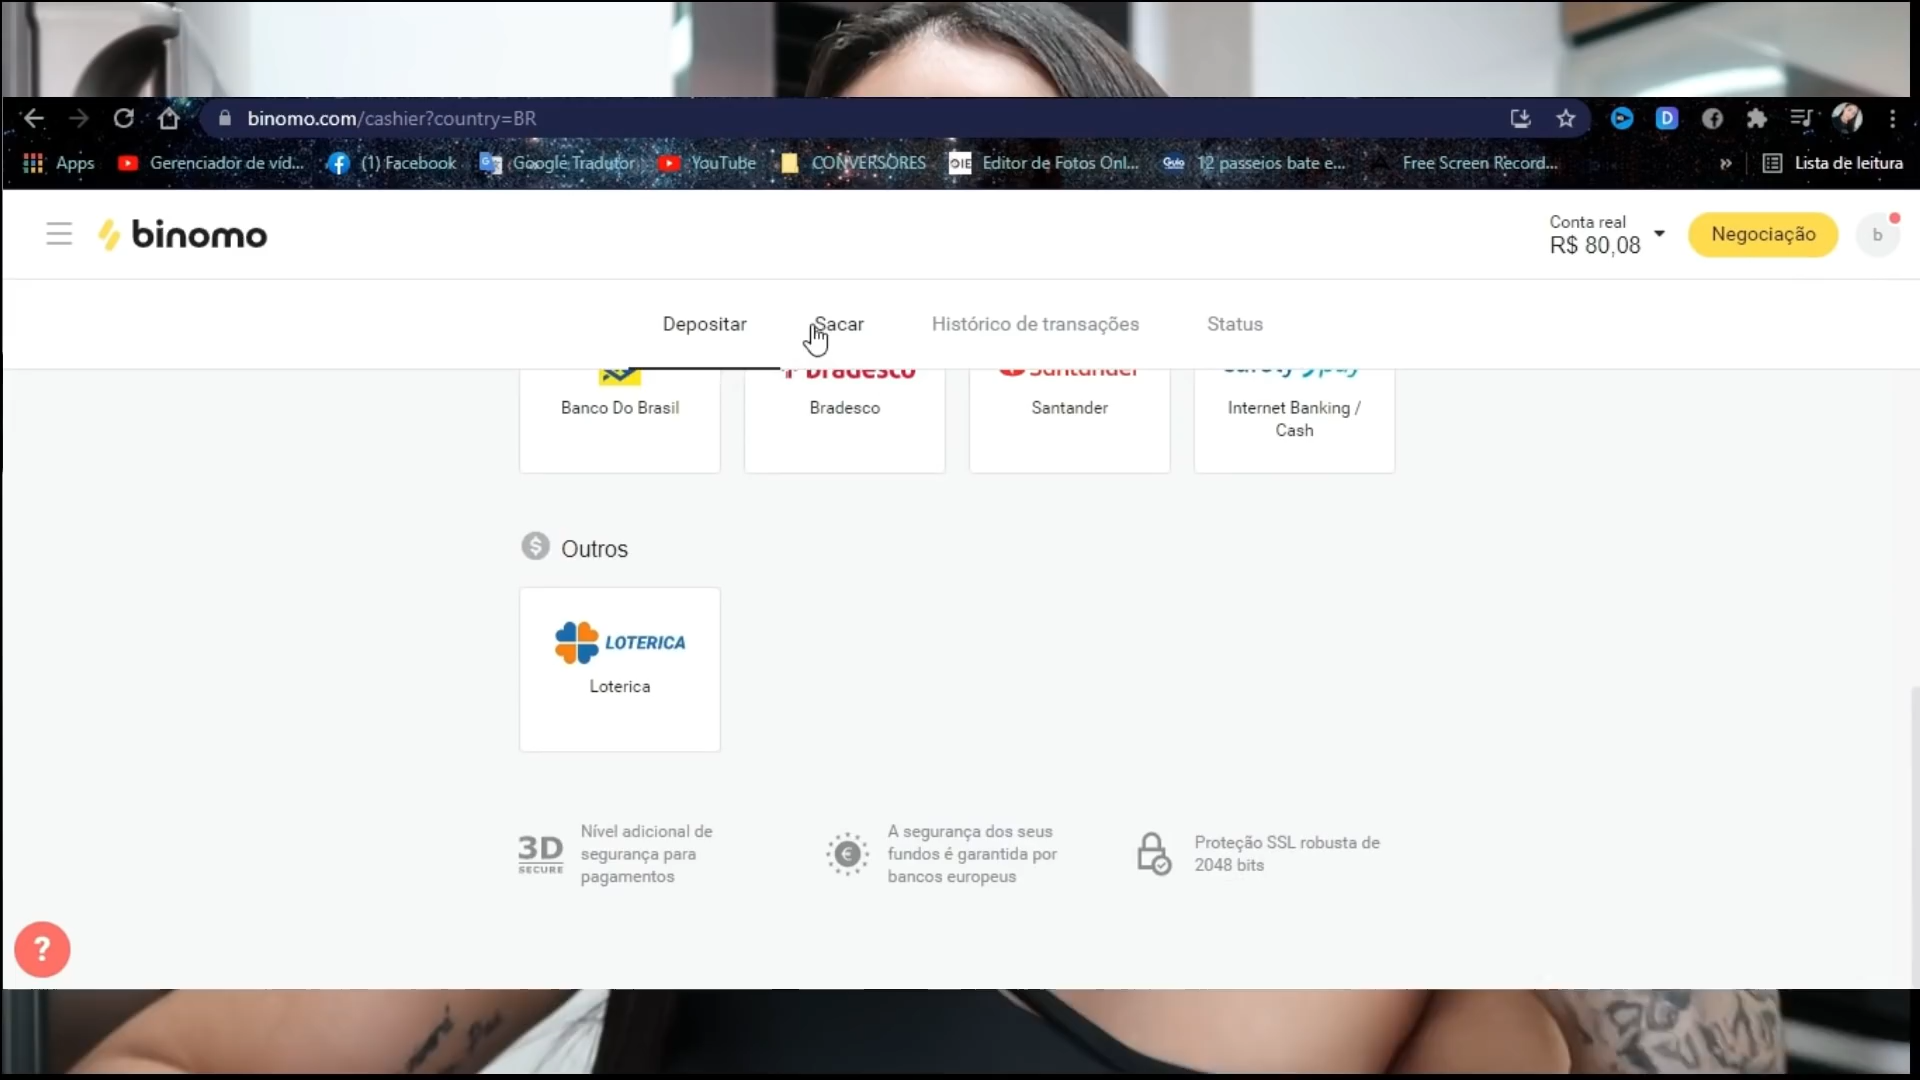 binomo.com/cashier?country=BR
Apps Gerenciador de víd... (1) Facebook Google Tradutor YouTube CONVERSORES Editor de Fotos Onl... 12 passeios bate e... Free Screen Record... » Lista de leitura
binomo
Conta real
R$ 80,08
Negociação
b
Depositar Sacar Histórico de transações Status
Bradesco Santander
Banco Do Brasil Bradesco Santander Internet Banking /
Cash
Outros
LOTERICA
Loterica
3D
SECURE
Nível adicional de
segurança para
pagamentos
A segurança dos seus
fundos é garantida por
bancos europeus
Proteção SSL robusta de
2048 bits
?